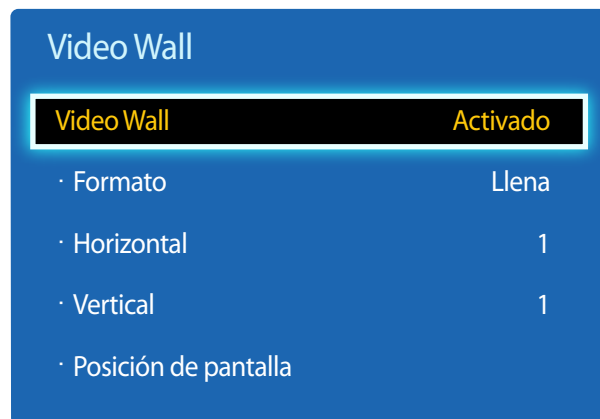 Video Wall
Video Wall Activado
· Formato Llena
· Horizontal 1
· Vertical 1
· Posición de pantalla